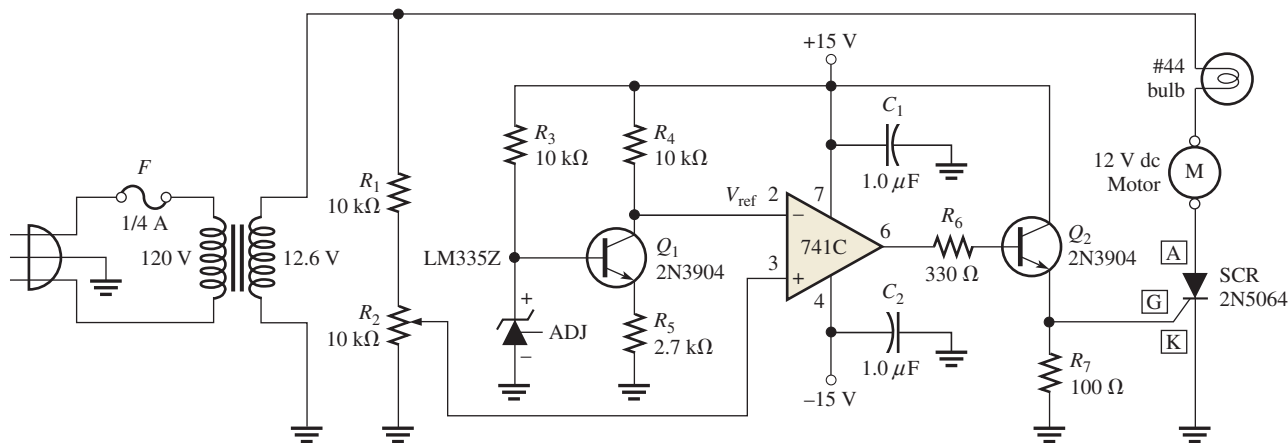 +15 V
#44
bulb
C1
R3
10 kΩ
R4
10 kΩ
1.0 μF
12 V dc
Motor
M
F
1/4 A
R1
10 kΩ
Vref
2
7
−
741C
6
R6
330 Ω
Q2
2N3904
120 V
12.6 V
LM335Z
Q1
2N3904
3
+
4
A
SCR
2N5064
G
K
R2
10 kΩ
+
ADJ
−
R5
2.7 kΩ
C2
1.0 μF
R7
100 Ω
−15 V